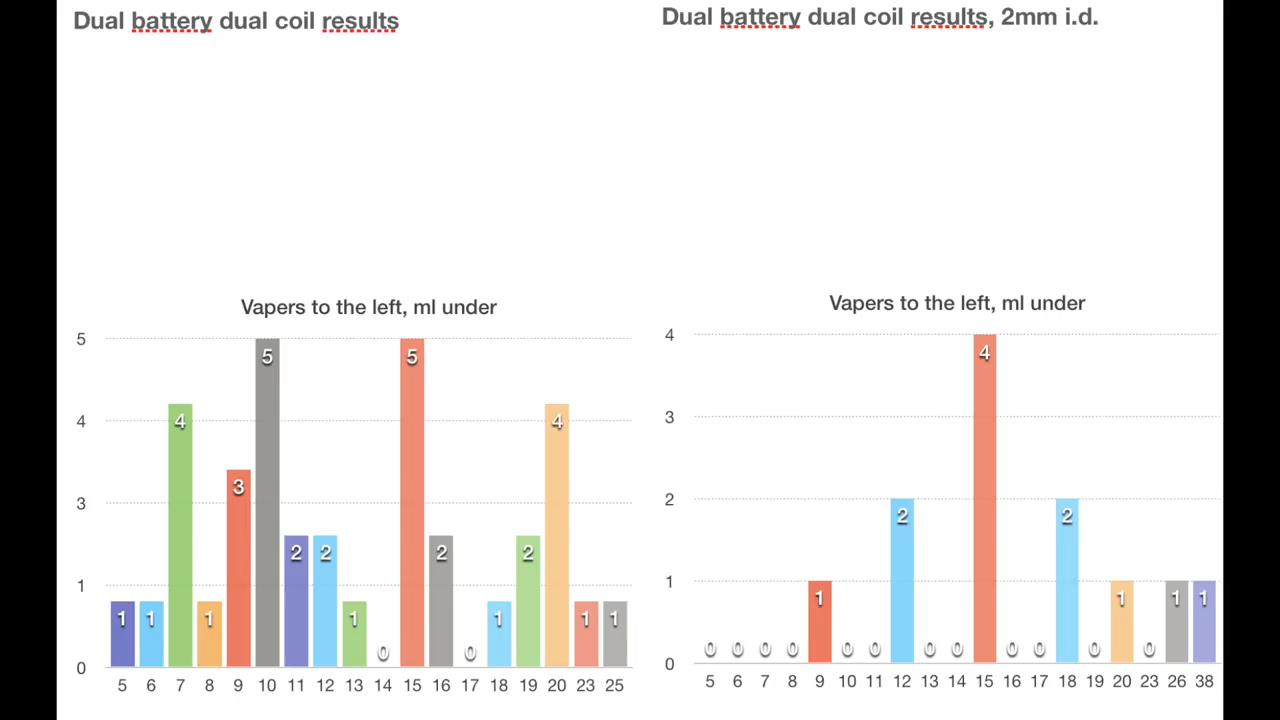 Dual battery dual coil results
Vapers to the left, ml under
5
4
3
1
0
1 1 4 1 3 5 2 2 1 0 5 2 0 1 2 4 1 1
5 6 7 8 9 10 11 12 13 14 15 16 17 18 19 20 23 25
Dual battery dual coil results, 2mm i.d.
Vapers to the left, ml under
4
3
2
1
0
0 0 0 0 1 0 0 2 0 0 4 0 0 2 0 1 0 1 1
5 6 7 8 9 10 11 12 13 14 15 16 17 18 19 20 23 26 38